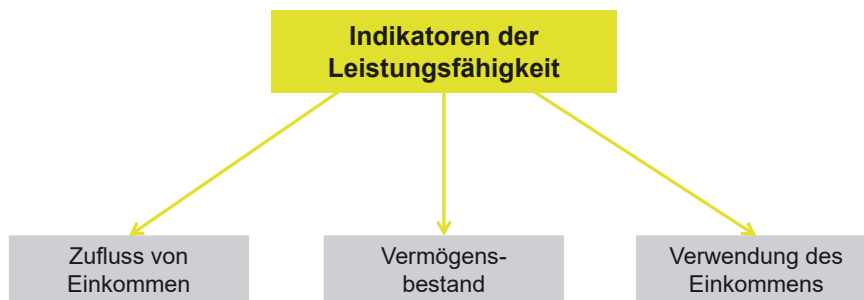 Indikatoren der
Leistungsfähigkeit
Zufluss von
Einkommen
Vermögens-
bestand
Verwendung des
Einkommens